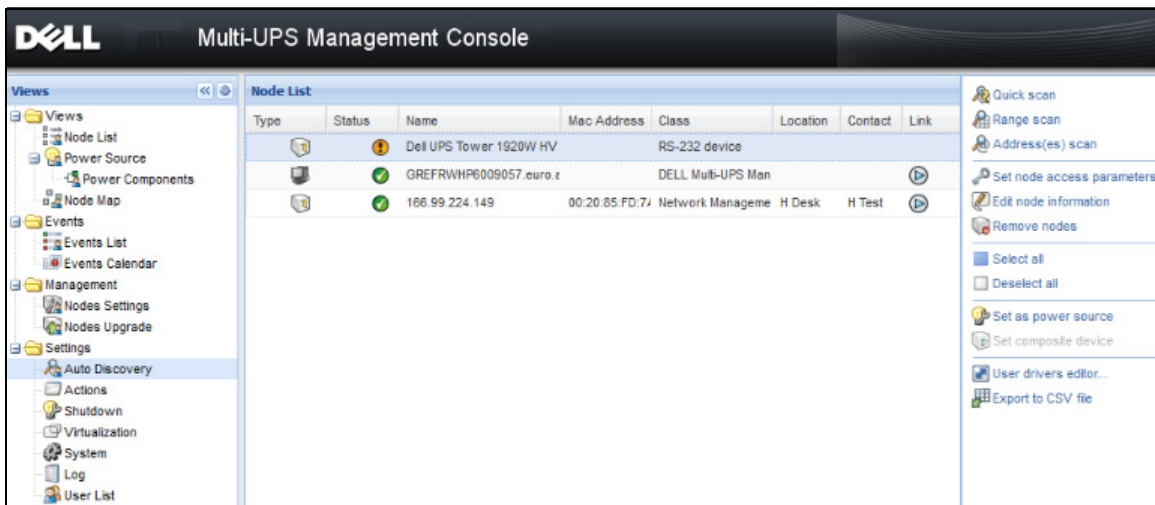 DELL
Multi-UPS Management Console
Views
Views
Node List
Power Source
Power Components
Node Map
Events
Events List
Events Calendar
Management
Nodes Settings
Nodes Upgrade
Settings
Auto Discovery
Actions
Shutdown
Virtualization
System
Log
User List
Node List
Type Status Name Mac Address Class Location Contact Link
Dell UPS Tower 1920W HV RS-232 device
GREFRWHP6009057.euro.e DELL Multi-UPS Man
166.99.224.149 00:20:85:FD:7 Network Manageme H Desk H Test
Quick scan
Range scan
Address(es) scan
Set node access parameters
Edit node information
Remove nodes
Select all
Deselect all
Set as power source
Set composite device
User drivers editor...
Export to CSV file